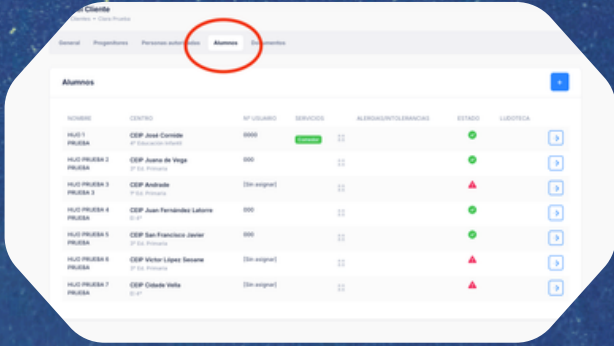 Cliente
Clientes • Clara Prueba
General Progenitores Personas autorizadas Alumnos Documentos
Alumnos
+
NOMBRE CENTRO Nº USUARIO SERVICIOS ALERGIAS/INTOLERANCIAS ESTADO LUDOTECA
HIJO 1 PRUEBA CEIP José Cornide 0000 Comedor
4º Educación Infantil
HIJO PRUEBA 2 PRUEBA CEIP Juana de Vega 000
3º Ed. Primaria
HIJO PRUEBA 3 PRUEBA 3 CEIP Andrade [Sin asignar]
1º Ed. Primaria
HIJO PRUEBA 4 PRUEBA CEIP Juan Fernández Latorre 000
EI 4º
HIJO PRUEBA 5 PRUEBA CEIP San Francisco Javier 000
3º Ed. Primaria
HIJO PRUEBA 6 PRUEBA CEIP Víctor López Seoane [Sin asignar]
3º Ed. Primaria
HIJO PRUEBA 7 PRUEBA CEIP Cidade Vella [Sin asignar]
EI 4º